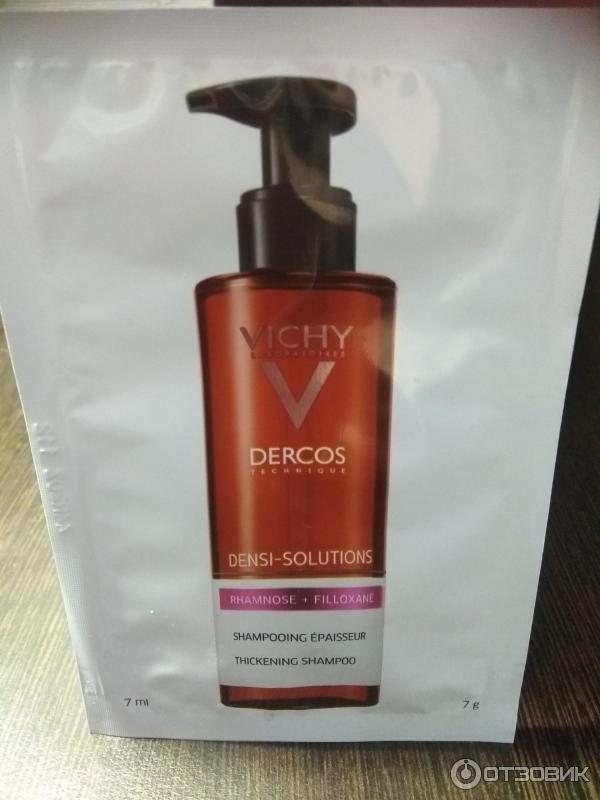 VICHY
LABORATOIRES
V
DERCOS
TECHNIQUE
DENSI-SOLUTIONS
RHAMNOSE + FILLOXANE
SHAMPOOING ÉPAISSEUR
THICKENING SHAMPOO
7 ml
7 g
ОТЗОВИК